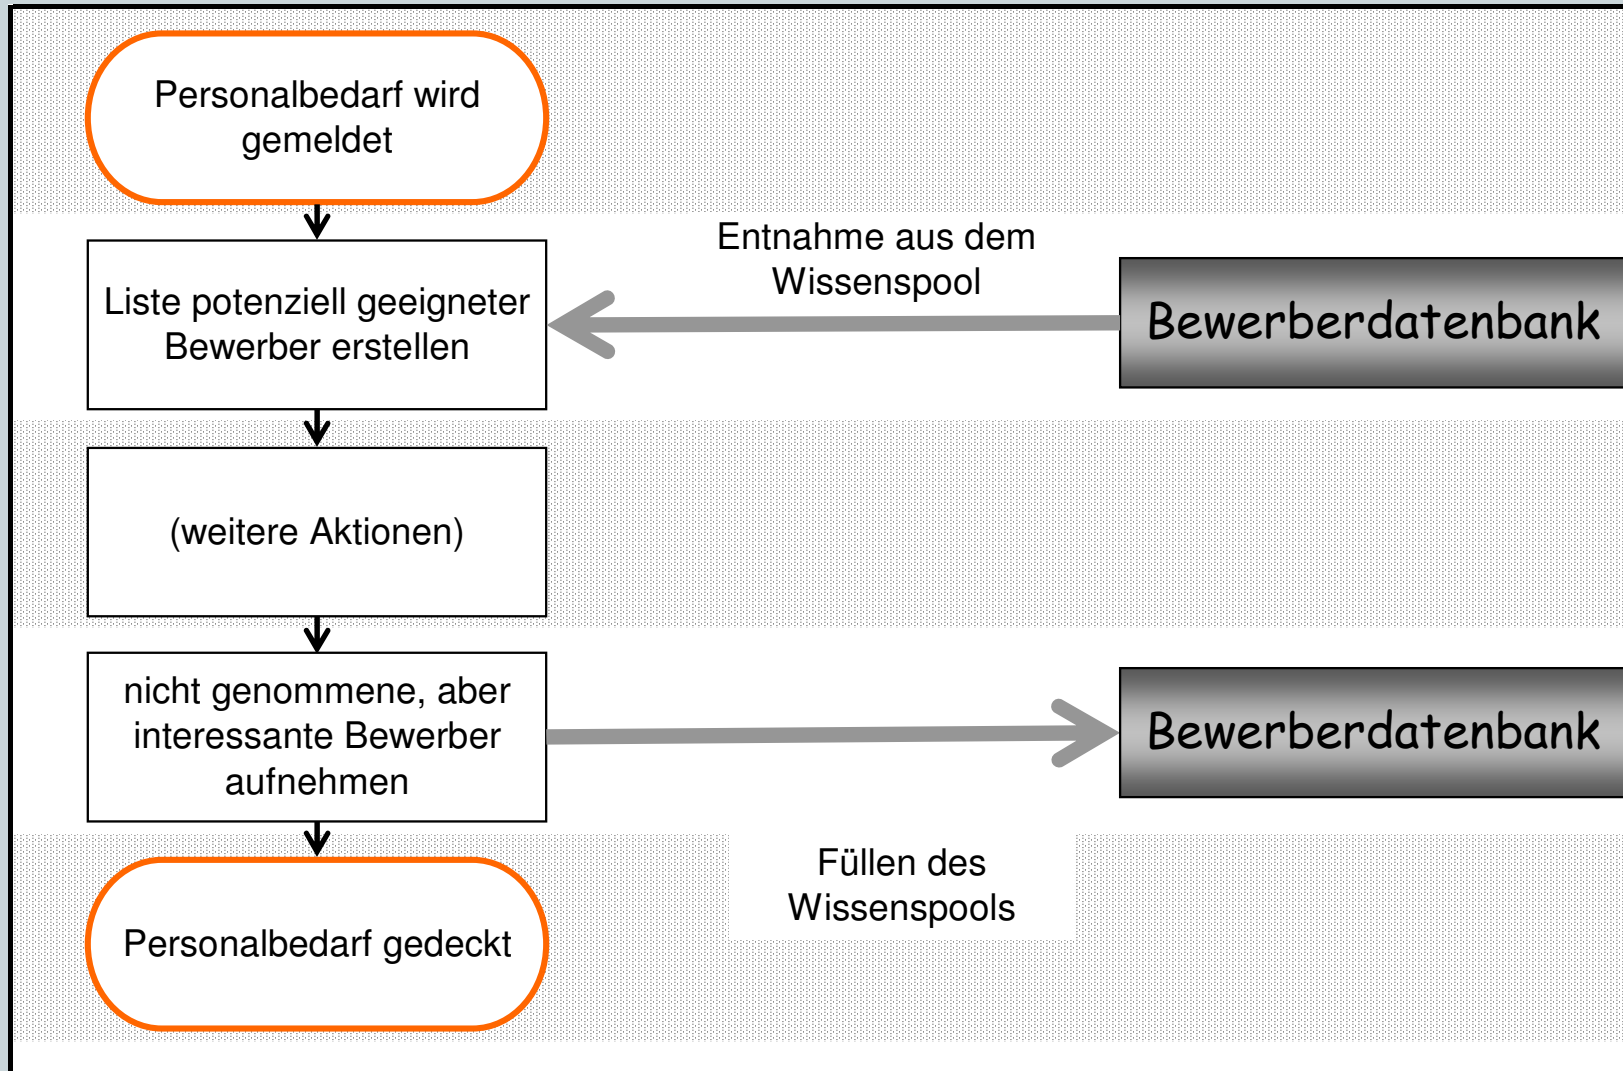 Personalbedarf wird
gemeldet
Entnahme aus dem
Wissenspool
Liste potenziell geeigneter
Bewerber erstellen
Bewerberdatenbank
(weitere Aktionen)
nicht genommene, aber
interessante Bewerber
aufnehmen
Bewerberdatenbank
Füllen des
Wissenspools
Personalbedarf gedeckt